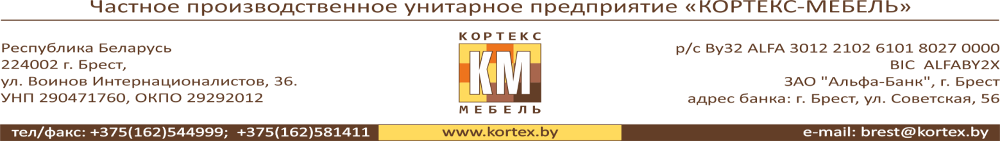 Частное производственное унитарное предприятие «КОРТЕКС-МЕБЕЛЬ»
Республика Беларусь
224002 г. Брест,
ул. Воинов Интернационалистов, 36.
УНП 290471760, ОКПО 29292012
КОРТЕКС
КМ
МЕБЕЛЬ
р/с Ву32 ALFA 3012 2102 6101 8027 0000
BIC ALFABY2X
ЗАО "Альфа-Банк", г. Брест
адрес банка: г. Брест, ул. Советская, 56
тел/факс: +375(162)544999; +375(162)581411
www.kortex.by
e-mail: brest@kortex.by